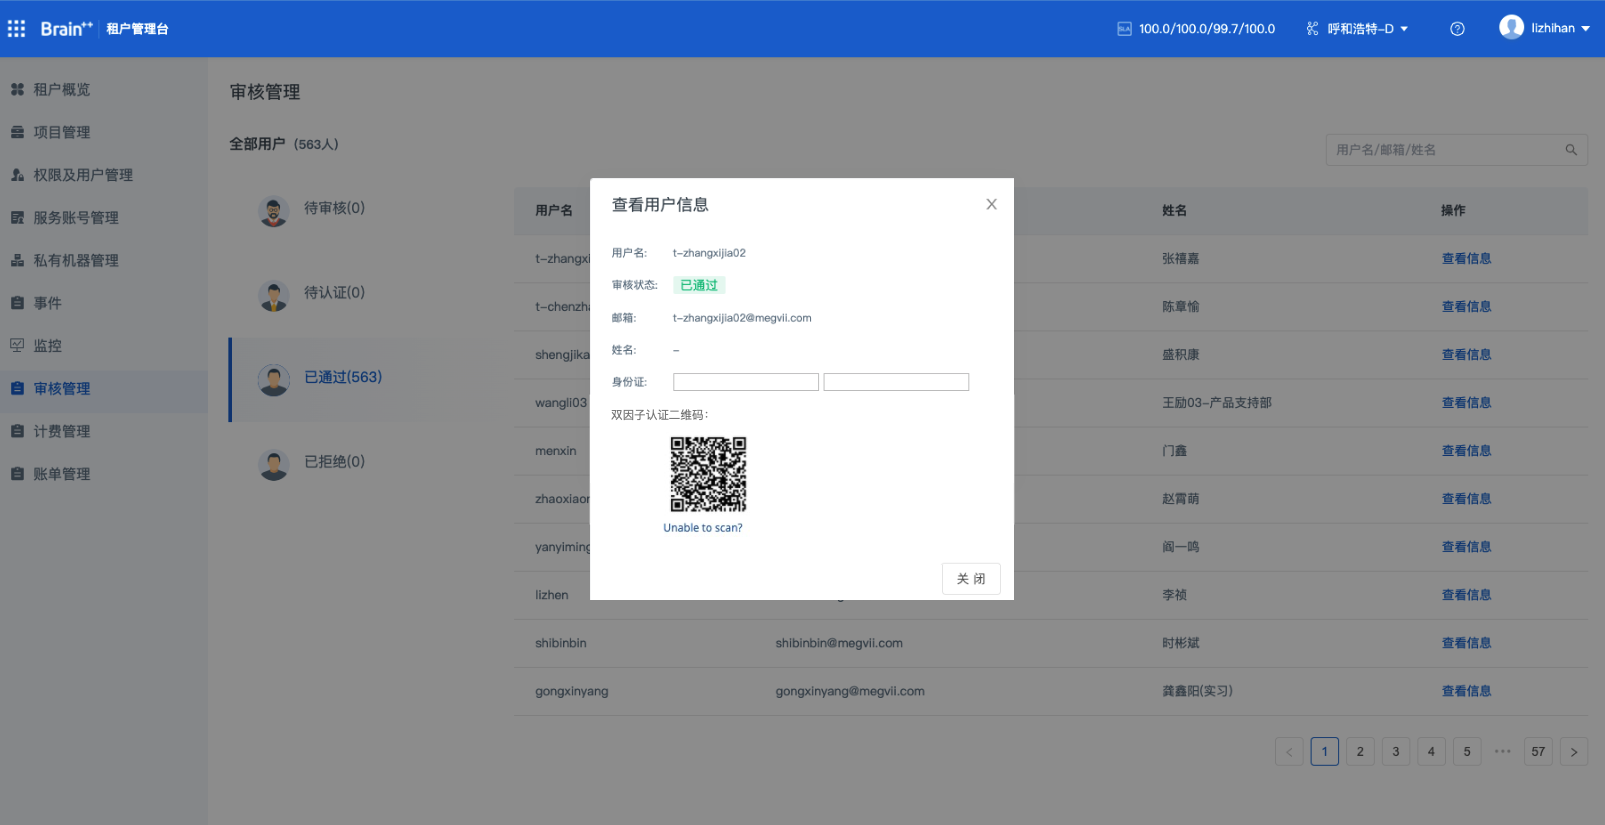 Brain++ 租户管理台 100.0/100.0/99.7/100.0 呼和浩特-D lizhihan
租户概览
项目管理
权限及用户管理
服务账号管理
私有机器管理
事件
监控
审核管理
计费管理
账单管理
审核管理
全部用户 (563人)
用户名/邮箱/姓名
待审核(0)
待认证(0)
已通过(563)
已拒绝(0)
用户名 姓名 操作
t-zhangxi 张禧嘉 查看信息
t-chenzha 陈章愉 查看信息
shengjika 盛积康 查看信息
wangli03 王励03-产品支持部 查看信息
menxin 门鑫 查看信息
zhaoxiaom 赵霄萌 查看信息
yanyiming 阎一鸣 查看信息
lizhen 李祯 查看信息
shibinbin shibinbin@megvii.com 时彬斌 查看信息
gongxinyang gongxinyang@megvii.com 龚鑫阳(实习) 查看信息
查看用户信息
用户名: t-zhangxijia02
审核状态: 已通过
邮箱: t-zhangxijia02@megvii.com
姓名: -
身份证:
双因子认证二维码:
Unable to scan?
关 闭
< 1 2 3 4 5 ••• 57 >